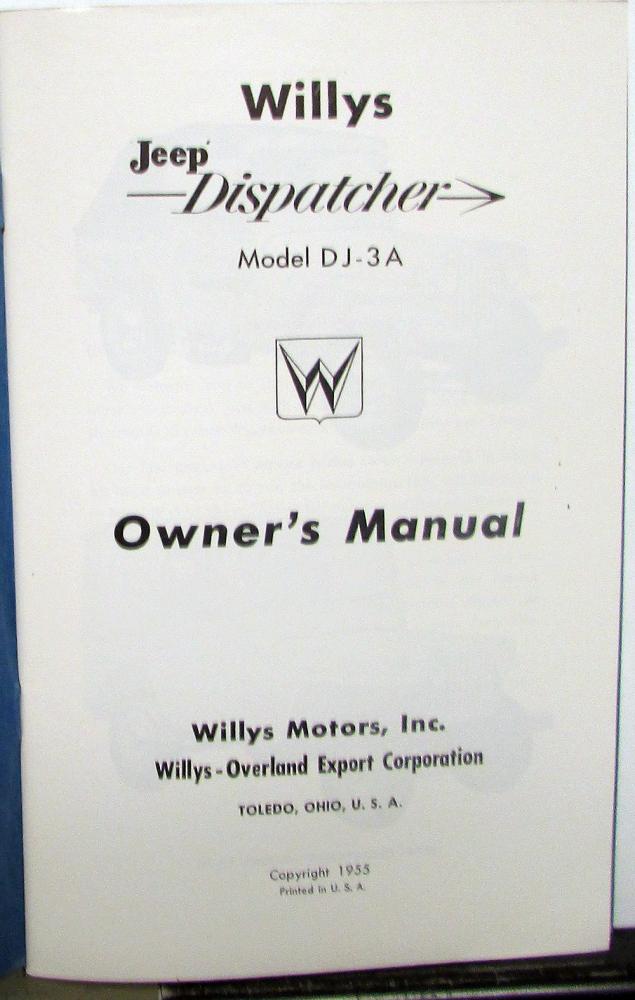 Willys
Jeep
Dispatcher
Model DJ-3A
W
Owner's Manual
Willys Motors, Inc.
Willys-Overland Export Corporation
TOLEDO, OHIO, U. S. A.
Copyright 1955
Printed in U. S. A.